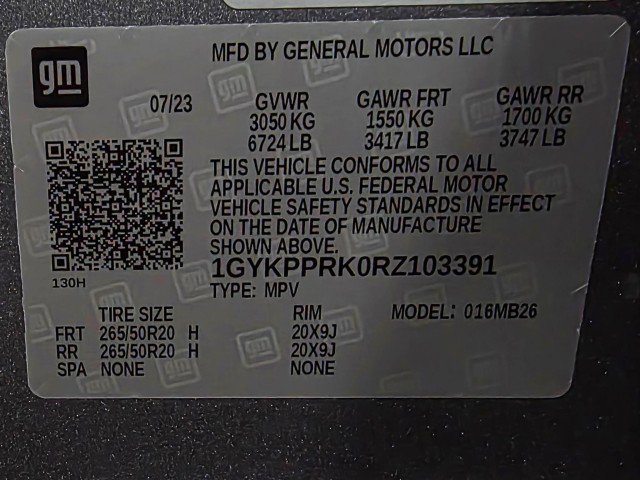 gm
MFD BY GENERAL MOTORS LLC
07/23 GVWR GAWR FRT GAWR RR
3050 KG 1550 KG 1700 KG
6724 LB 3417 LB 3747 LB
THIS VEHICLE CONFORMS TO ALL
APPLICABLE U.S. FEDERAL MOTOR
VEHICLE SAFETY STANDARDS IN EFFECT
ON THE DATE OF MANUFACTURE
SHOWN ABOVE.
1GYKPPRK0RZ103391
130H
TYPE: MPV
TIRE SIZE RIM MODEL: 016MB26
FRT 265/50R20 H 20X9J
RR 265/50R20 H 20X9J
SPA NONE NONE